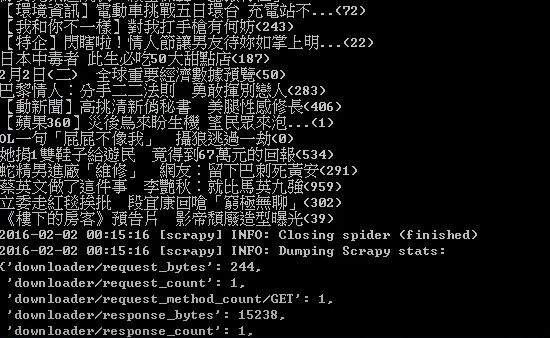 【環境資訊】電動車挑戰五日環台 充電站不...(72)
【我和你不一樣】對我打手槍有何妨(243)
【特企】閃瞎啦！情人節讓男友待妳如掌上明...(22)
日本中毒者 此生必吃50大甜點店(187)
2月2日(二) 全球重要經濟數據預覽(50)
巴黎情人：分手二二法則 勇敢揮別戀人(283)
【動新聞】高挑清新俏秘書 美腿性感修長(406)
【蘋果360】災後烏來盼生機 望民眾來泡...(1)
OL一句「屁屁不像我」 攝狼逃過一劫(0)
她捐1雙鞋子給遊民 竟得到67萬元的回報(534)
蛇精男進廠「維修」 網友：留下巴刺死黃安(291)
蔡英文做了這件事 李艷秋：就比馬英九強(959)
立委走紅毯挨批 段宜康回嗆「窮極無聊」(302)
《樓下的房客》預告片 影帝頹廢造型曝光(39)
2016-02-02 00:15:16 [scrapy] INFO: Closing spider (finished)
2016-02-02 00:15:16 [scrapy] INFO: Dumping Scrapy stats:
{'downloader/request_bytes': 244,
'downloader/request_count': 1,
'downloader/request_method_count/GET': 1,
'downloader/response_bytes': 15238,
'downloader/response_count': 1,